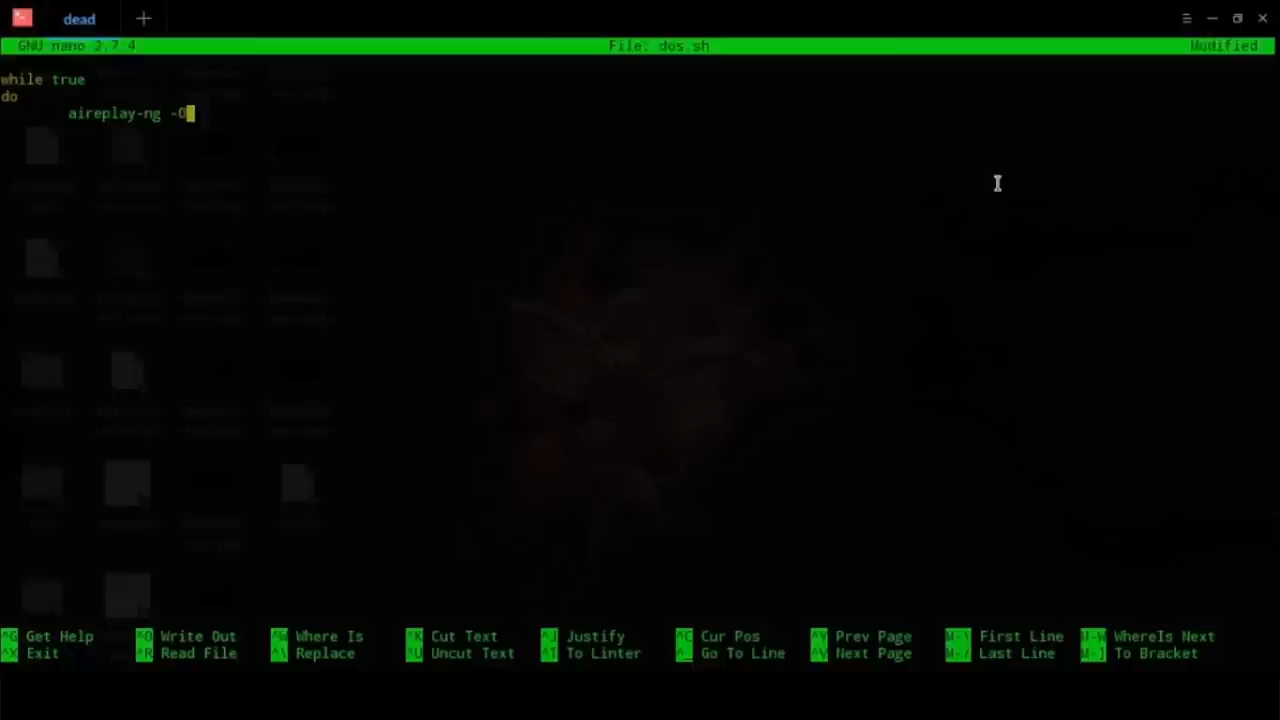 dead
GNU nano 2.7.4 File: dos.sh Modified
while true
do
aireplay-ng -0
^G Get Help ^O Write Out ^W Where Is ^K Cut Text ^J Justify ^C Cur Pos ^Y Prev Page M-\ First Line M-W WhereIs Next
^X Exit ^R Read File ^\ Replace ^U Uncut Text ^T To Linter ^_ Go To Line ^V Next Page M-/ Last Line M-] To Bracket